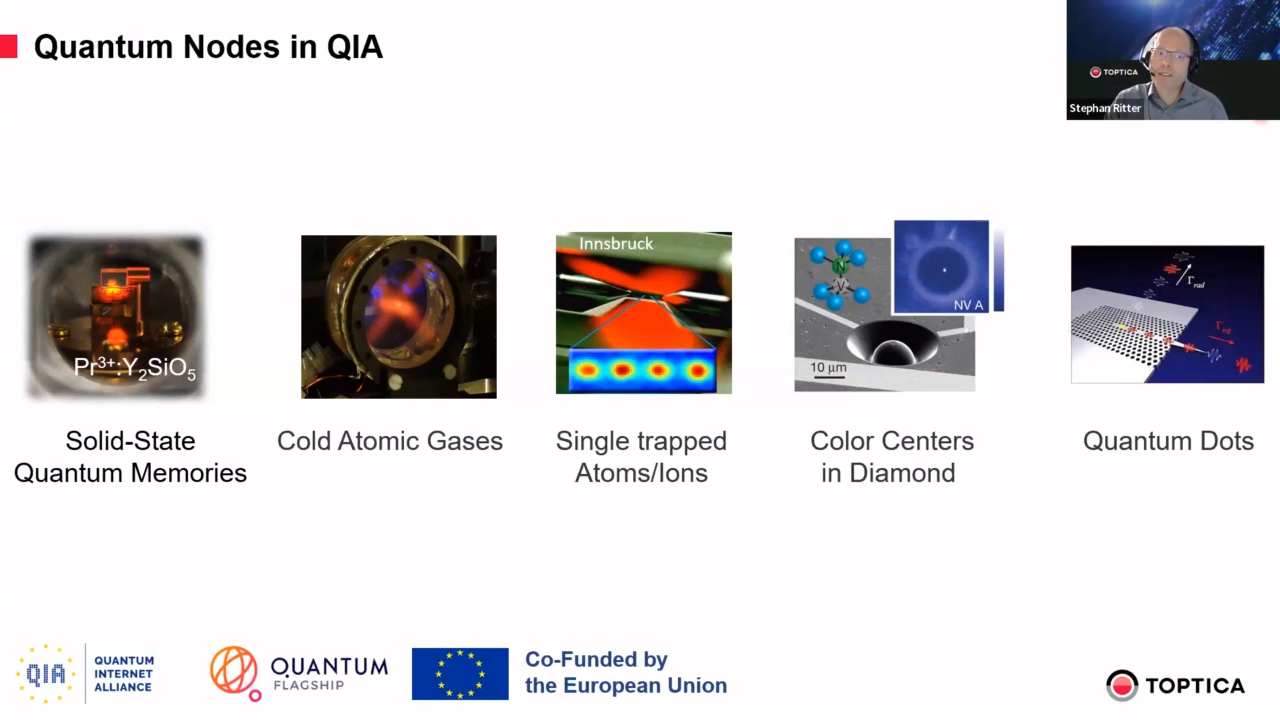 Quantum Nodes in QIA
TOPTICA
Stephan Ritter
Innsbruck
N
V
NV A
10 μm
Γrad
Pr³⁺:Y₂SiO₅
Solid-State
Quantum Memories
Cold Atomic Gases
Single trapped
Atoms/Ions
Color Centers
in Diamond
Quantum Dots
QIA
QUANTUM
INTERNET
ALLIANCE
QUANTUM
FLAGSHIP
Co-Funded by
the European Union
TOPTICA